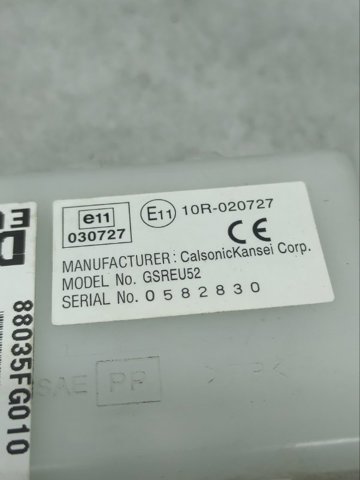 e11
030727
E11 10R-020727
CE
MANUFACTURER: CalsonicKansei Corp.
MODEL No. GSREU52
SERIAL No. 0582830
88035FG010
SAE PP